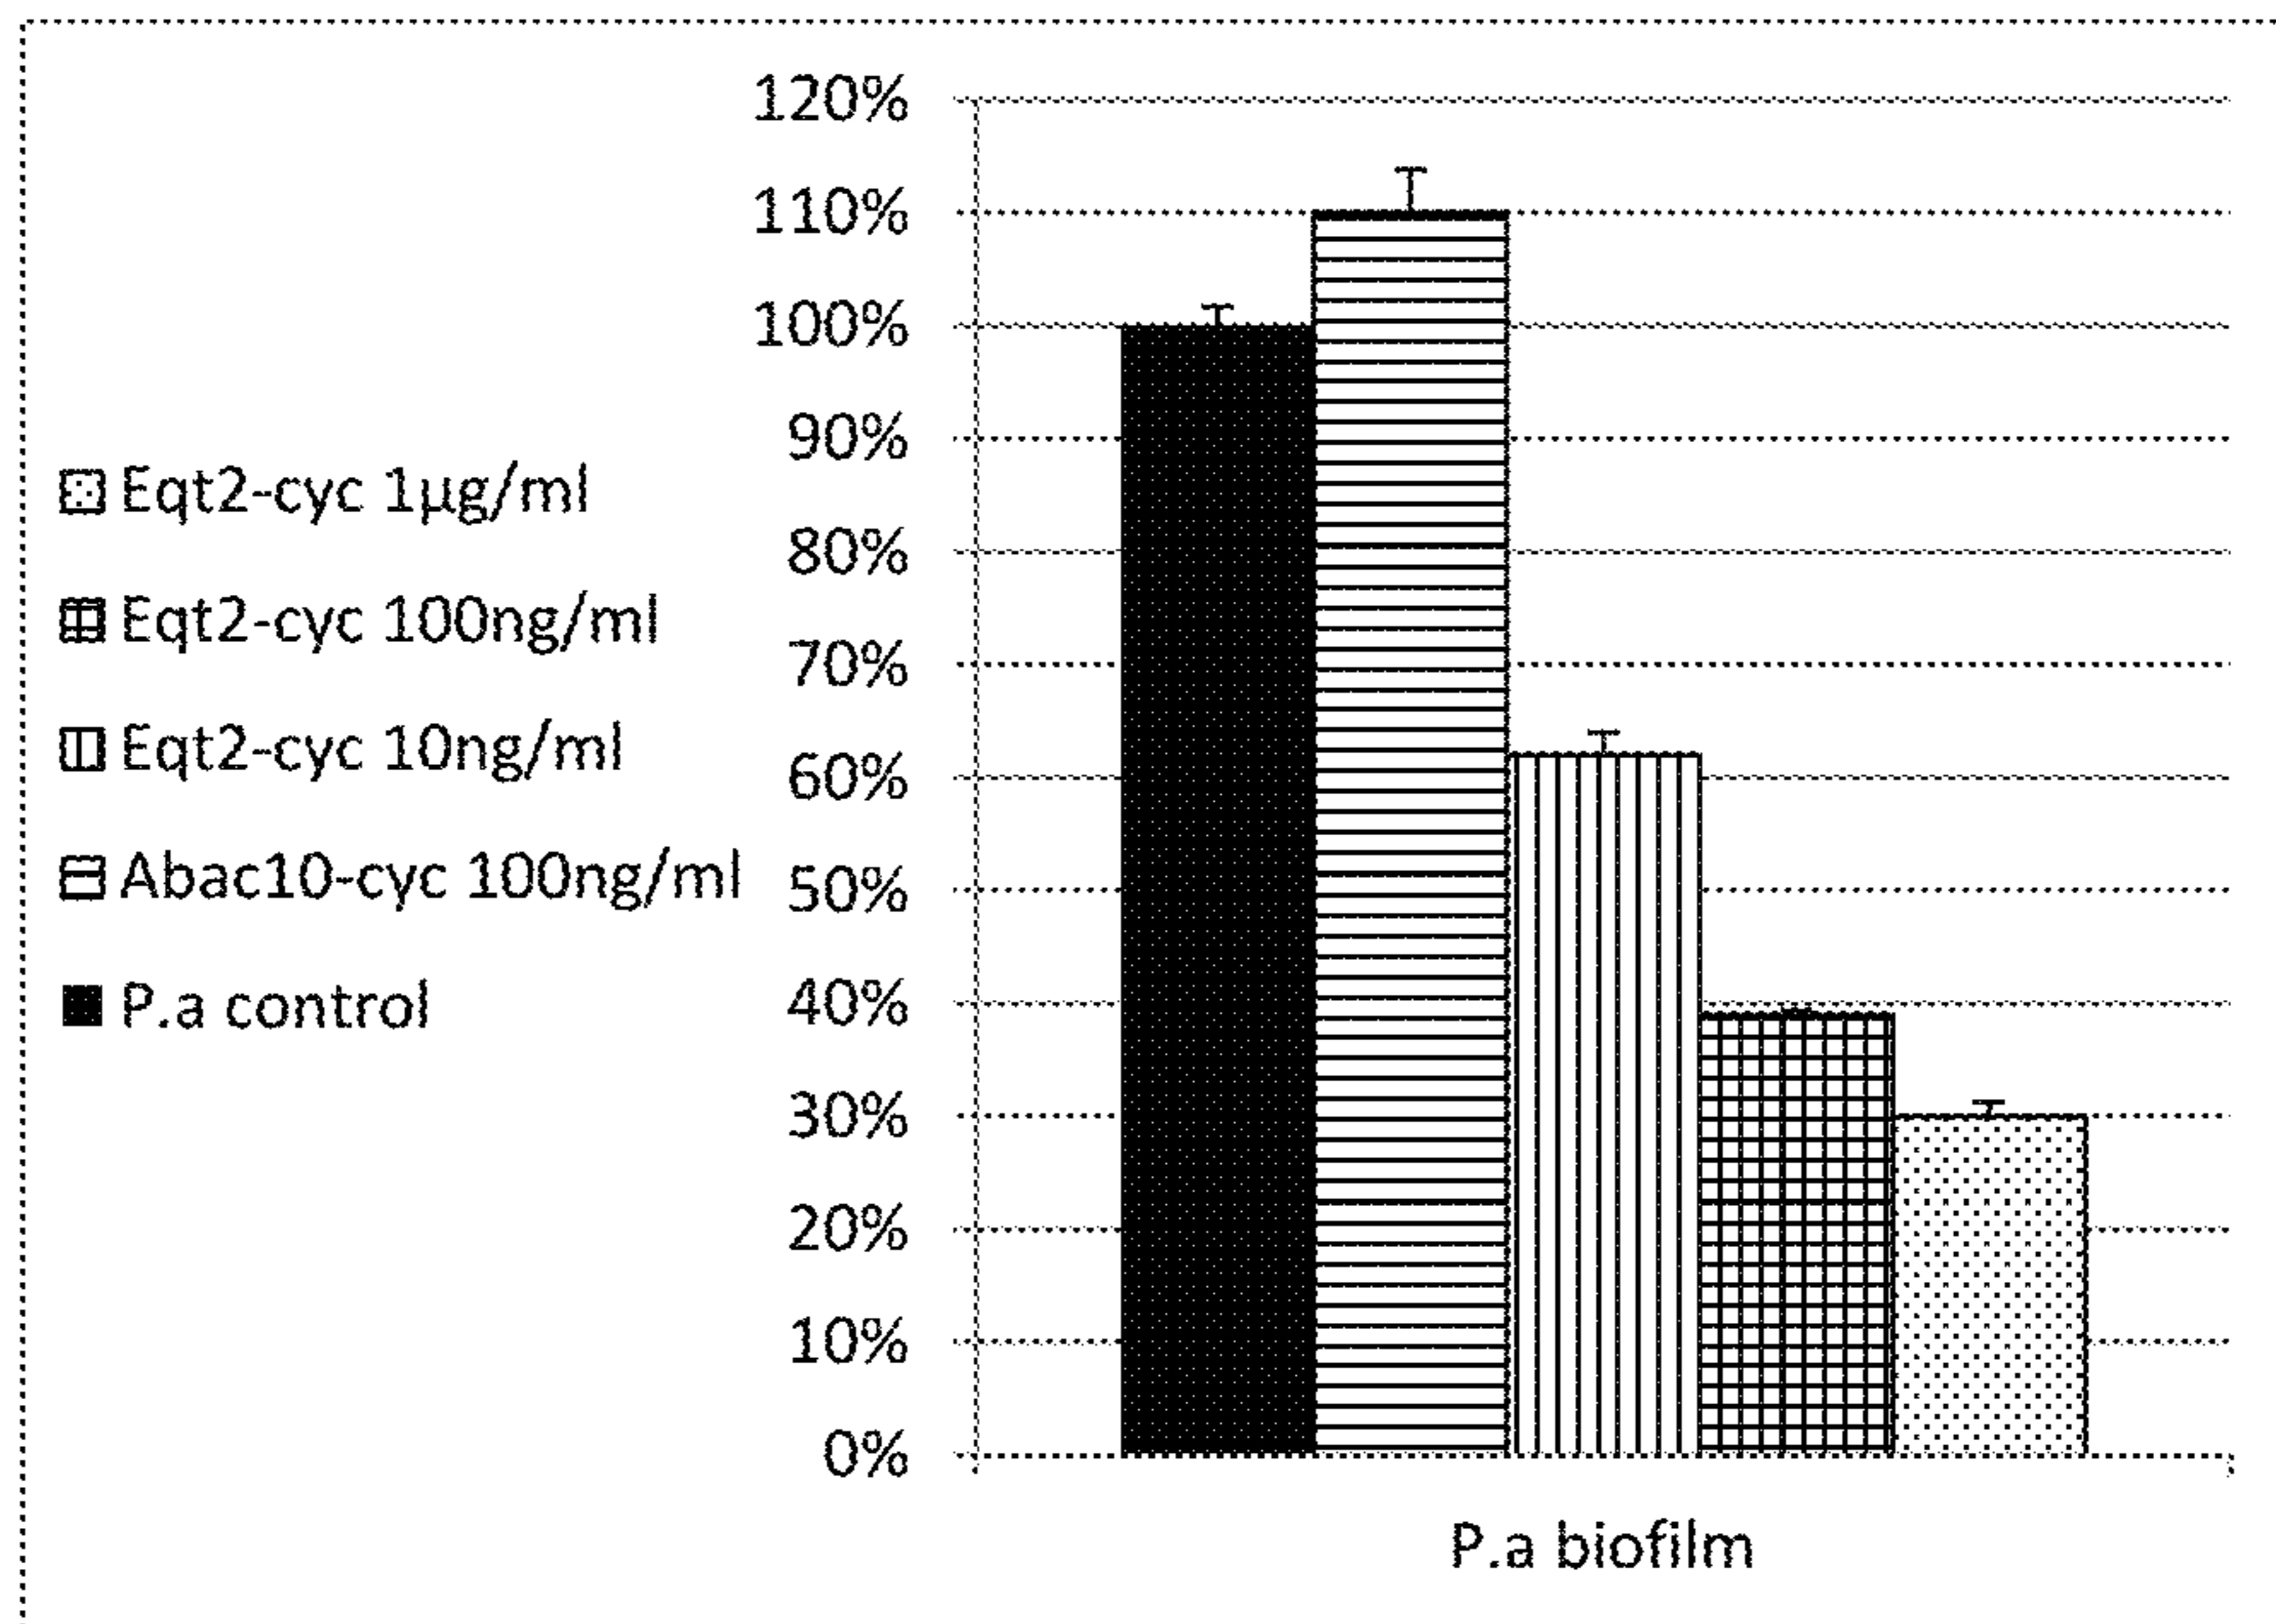 120%
110%
100%
90%
80%
70%
60%
50%
40%
30%
20%
10%
0%
Eqt2-cyc 1µg/ml
Eqt2-cyc 100ng/ml
Eqt2-cyc 10ng/ml
Abac10-cyc 100ng/ml
P.a control
P.a biofilm